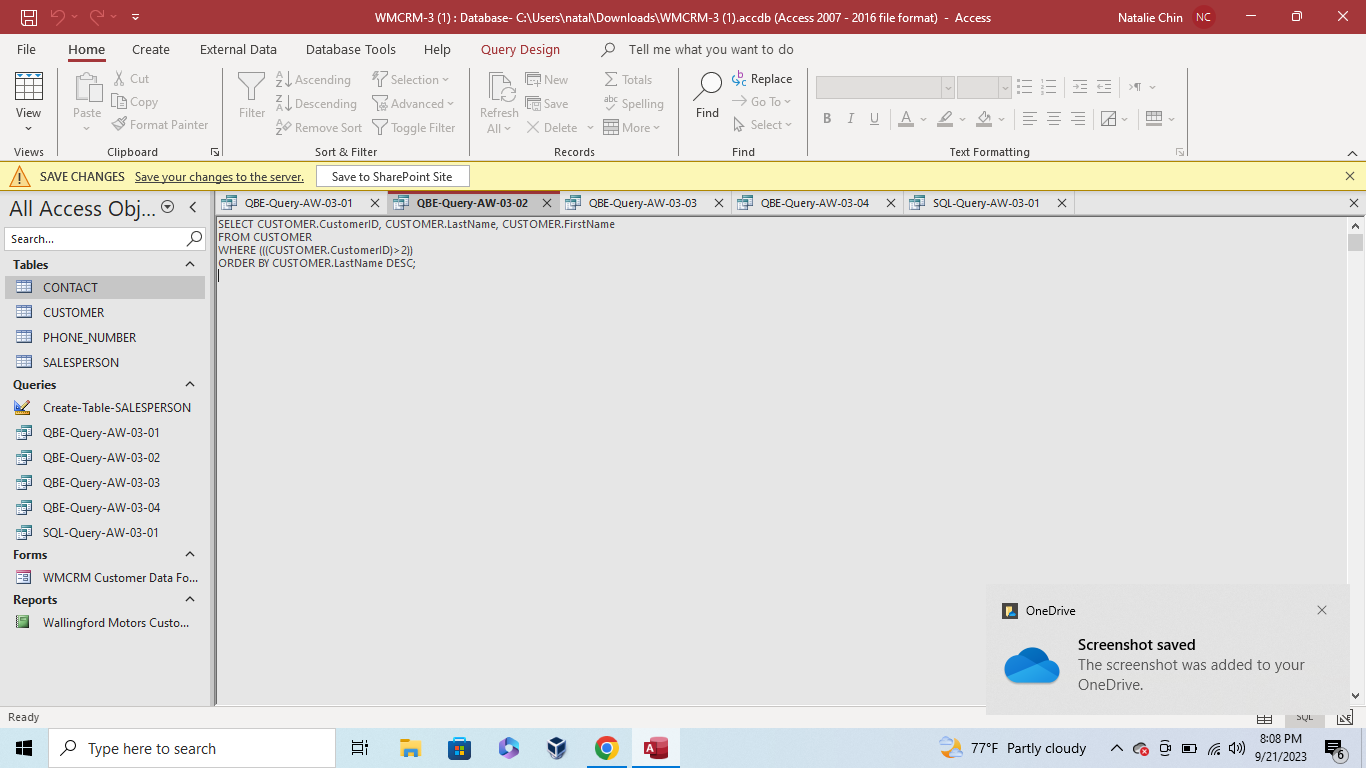 WMCRM-3 (1) : Database- C:\Users\natal\Downloads\WMCRM-3 (1).accdb (Access 2007 - 2016 file format) - Access
Natalie Chin
NC
File
Home
Create
External Data
Database Tools
Help
Query Design
Tell me what you want to do
View
Views
Paste
Cut
Copy
Format Painter
Clipboard
Filter
Ascending
Descending
Remove Sort
Selection
Advanced
Toggle Filter
Sort & Filter
Refresh
All
New
Save
Delete
Totals
Spelling
More
Records
Find
Replace
Go To
Select
Find
B I U
A
Text Formatting
SAVE CHANGES
Save your changes to the server.
Save to SharePoint Site
All Access Obj...
Search...
Tables
CONTACT
CUSTOMER
PHONE_NUMBER
SALESPERSON
Queries
Create-Table-SALESPERSON
QBE-Query-AW-03-01
QBE-Query-AW-03-02
QBE-Query-AW-03-03
QBE-Query-AW-03-04
SQL-Query-AW-03-01
Forms
WMCRM Customer Data Fo...
Reports
Wallingford Motors Custo...
QBE-Query-AW-03-01
QBE-Query-AW-03-02
QBE-Query-AW-03-03
QBE-Query-AW-03-04
SQL-Query-AW-03-01
SELECT CUSTOMER.CustomerID, CUSTOMER.LastName, CUSTOMER.FirstName
FROM CUSTOMER
WHERE (((CUSTOMER.CustomerID)>2))
ORDER BY CUSTOMER.LastName DESC;
OneDrive
Screenshot saved
The screenshot was added to your
OneDrive.
Ready
SQL
Type here to search
77°F Partly cloudy
8:08 PM
9/21/2023
6